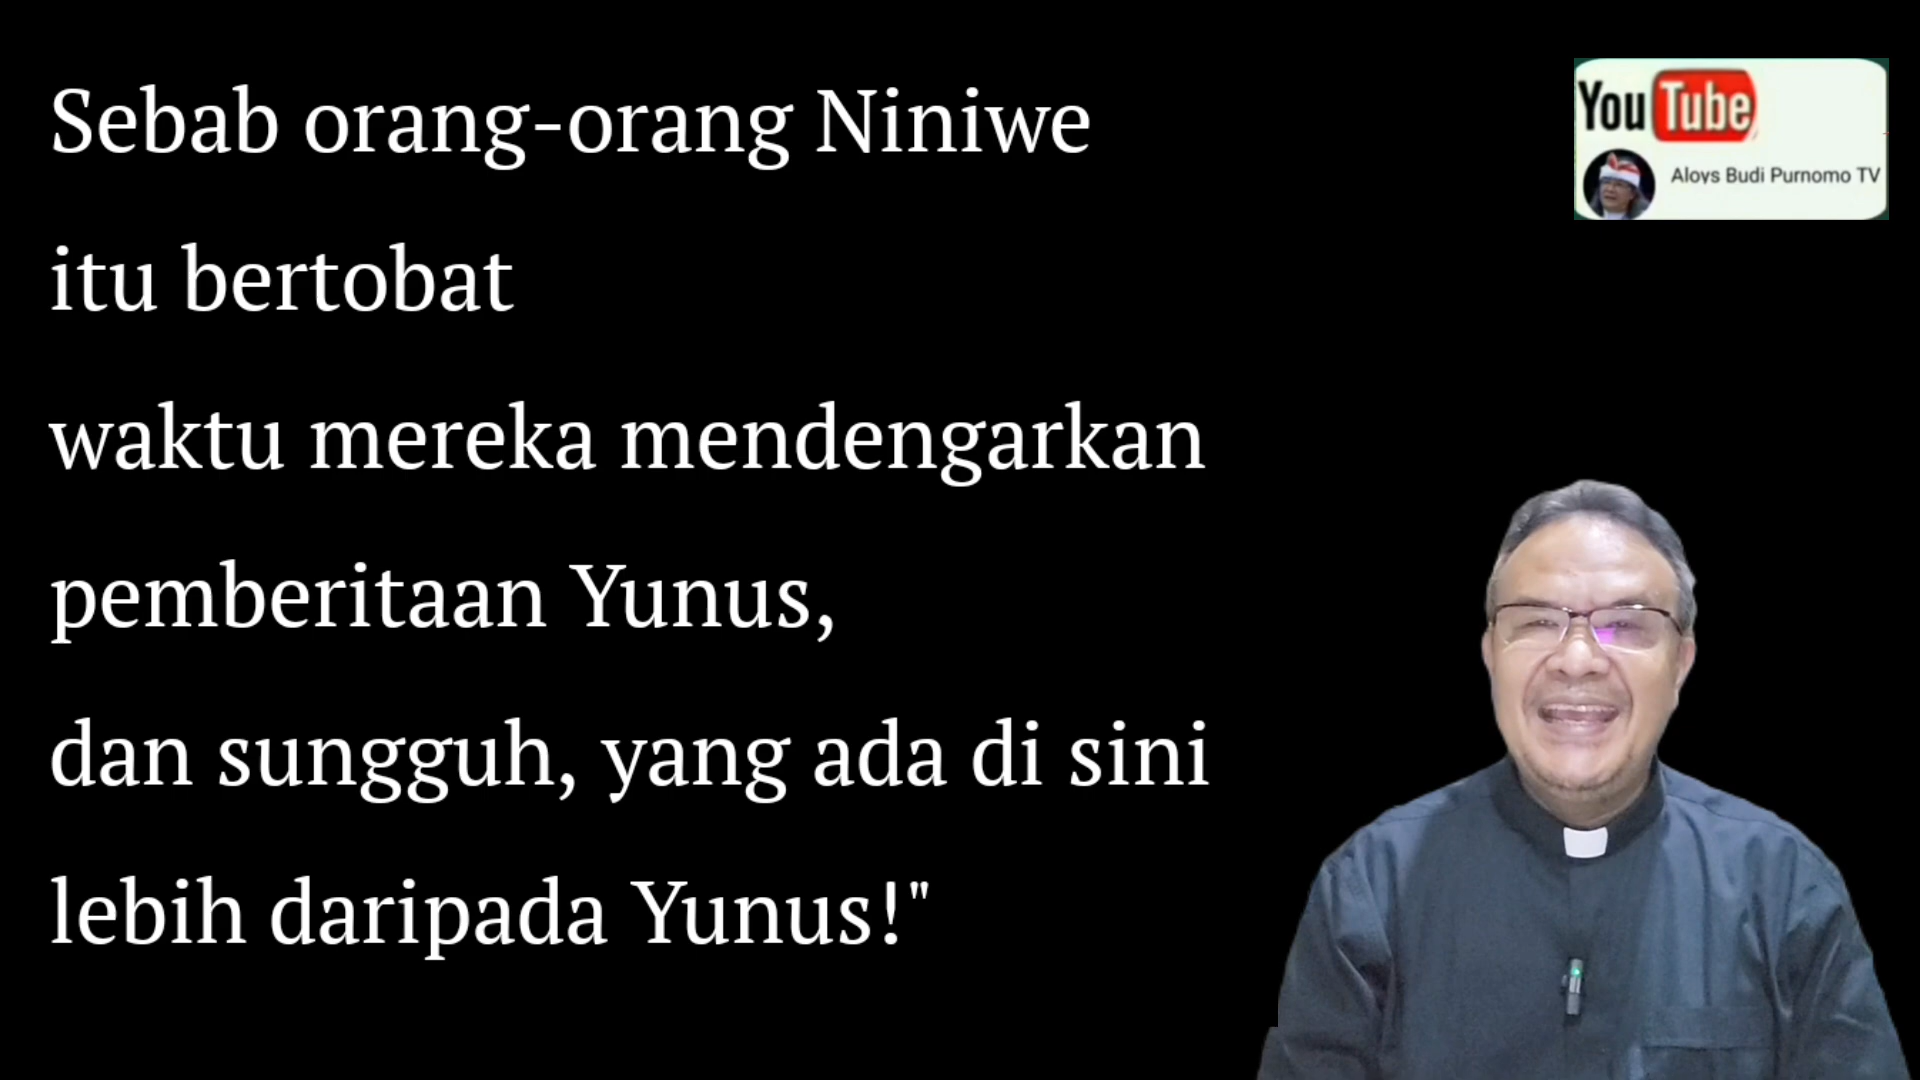 Sebab orang-orang Niniwe
itu bertobat
waktu mereka mendengarkan
pemberitaan Yunus,
dan sungguh, yang ada di sini
lebih daripada Yunus!"
YouTube
Aloys Budi Purnomo TV